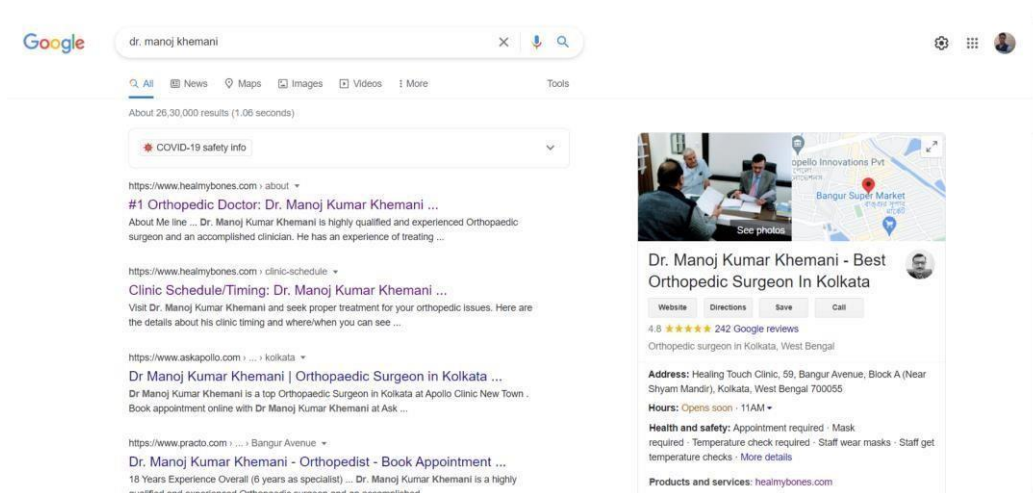 Google
dr. manoj khemani
All News Maps Images Videos More Tools
About 26,30,000 results (1.06 seconds)
COVID-19 safety info
https://www.healmybones.com › about
#1 Orthopedic Doctor: Dr. Manoj Kumar Khemani ...
About Me line ... Dr. Manoj Kumar Khemani is highly qualified and experienced Orthopaedic
surgeon and an accomplished clinician. He has an experience of treating ...
https://www.healmybones.com › clinic-schedule
Clinic Schedule/Timing: Dr. Manoj Kumar Khemani ...
Visit Dr. Manoj Kumar Khemani and seek proper treatment for your orthopedic issues. Here are
the details about his clinic timing and where/when you can see ...
https://www.askapollo.com › ... › kolkata
Dr Manoj Kumar Khemani | Orthopaedic Surgeon in Kolkata ...
Dr Manoj Kumar Khemani is a top Orthopaedic Surgeon in Kolkata at Apollo Clinic New Town .
Book appointment online with Dr Manoj Kumar Khemani at Ask ...
https://www.practo.com › ... › Bangur Avenue
Dr. Manoj Kumar Khemani - Orthopedist - Book Appointment ...
18 Years Experience Overall (6 years as specialist) ... Dr. Manoj Kumar Khemani is a highly
qualified and experienced Orthopaedic surgeon and an accomplished
See photos
opello Innovations Pvt
Bangur Super Market
Dr. Manoj Kumar Khemani - Best
Orthopedic Surgeon In Kolkata
Website Directions Save Call
4.8 242 Google reviews
Orthopedic surgeon in Kolkata, West Bengal
Address: Healing Touch Clinic, 59, Bangur Avenue, Block A (Near
Shyam Mandir), Kolkata, West Bengal 700055
Hours: Opens soon · 11AM
Health and safety: Appointment required · Mask
required · Temperature check required · Staff wear masks · Staff get
temperature checks · More details
Products and services: healmybones.com